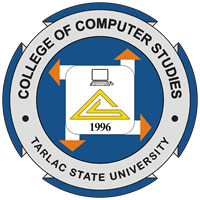 COLLEGE OF COMPUTER STUDIES
1996
TARLAC STATE UNIVERSITY